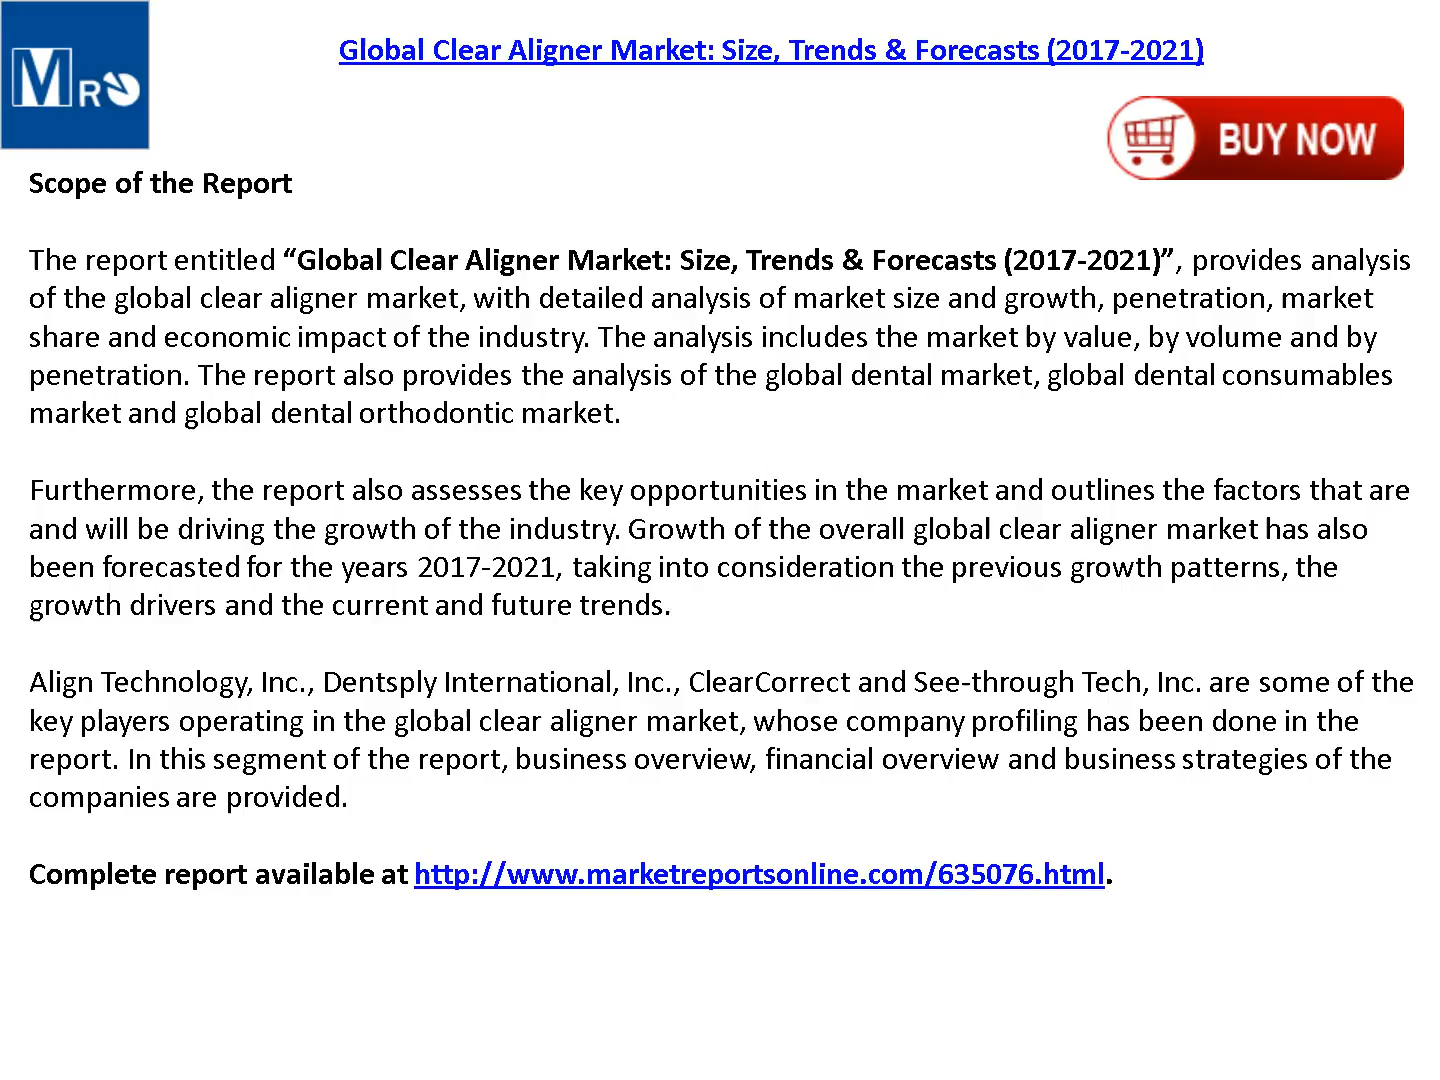 MRO
Global Clear Aligner Market: Size, Trends & Forecasts (2017-2021)
BUY NOW
Scope of the Report
The report entitled “Global Clear Aligner Market: Size, Trends & Forecasts (2017-2021)”, provides analysis
of the global clear aligner market, with detailed analysis of market size and growth, penetration, market
share and economic impact of the industry. The analysis includes the market by value, by volume and by
penetration. The report also provides the analysis of the global dental market, global dental consumables
market and global dental orthodontic market.
Furthermore, the report also assesses the key opportunities in the market and outlines the factors that are
and will be driving the growth of the industry. Growth of the overall global clear aligner market has also
been forecasted for the years 2017-2021, taking into consideration the previous growth patterns, the
growth drivers and the current and future trends.
Align Technology, Inc., Dentsply International, Inc., ClearCorrect and See-through Tech, Inc. are some of the
key players operating in the global clear aligner market, whose company profiling has been done in the
report. In this segment of the report, business overview, financial overview and business strategies of the
companies are provided.
Complete report available at http://www.marketreportsonline.com/635076.html.